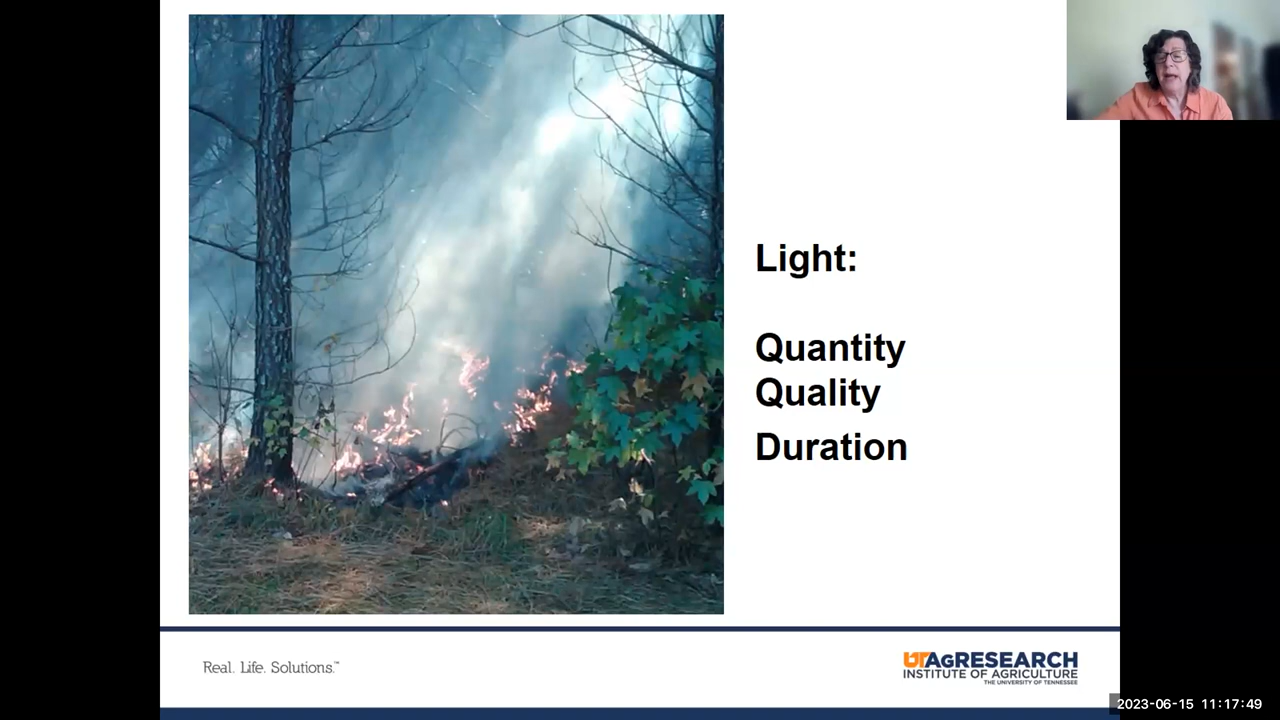 Light:
Quantity
Quality
Duration
Real. Life. Solutions.™
UTAGRESEARCH
INSTITUTE OF AGRICULTURE
THE UNIVERSITY OF TENNESSEE
2023-06-15 11:17:49